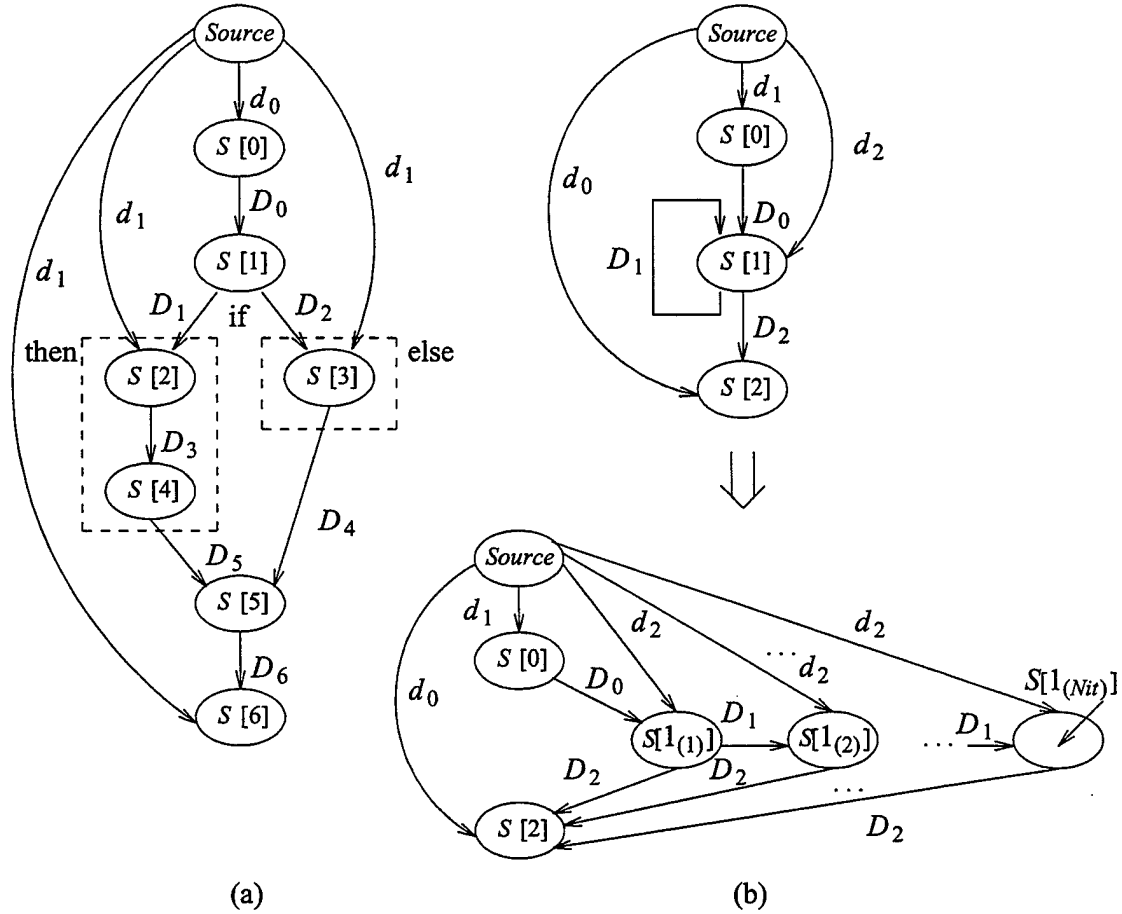 Source
d0
S [0]
d1
D0
d1
S [1]
d1
D1
if
D2
then
else
S [2]
S [3]
D3
S [4]
D4
D5
S [5]
D6
S [6]
(a)
Source
d1
S [0]
d2
d0
D0
D1
S [1]
D2
S [2]
Source
d1
d2
d2
S [0]
...
d2
d0
D0
S[1(Nit)]
S[1(1)]
D1
S[1(2)]
...
D1
D2
D2
...
S [2]
D2
(b)